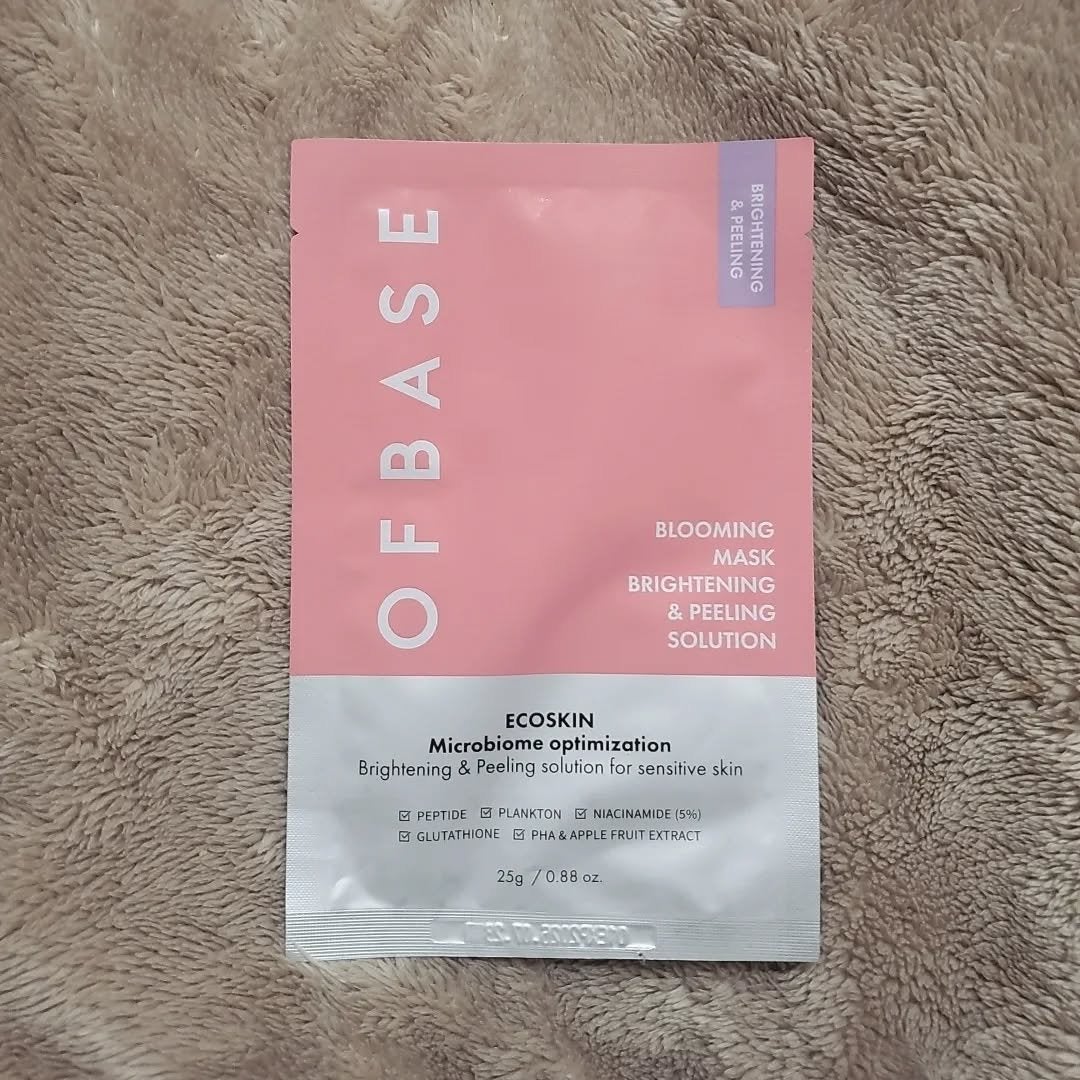 OFBASE
BRIGHTENING
& PEELING
BLOOMING
MASK
BRIGHTENING
& PEELING
SOLUTION
ECOSKIN
Microbiome optimization
Brightening & Peeling solution for sensitive skin
☑ PEPTIDE ☑ PLANKTON ☑ NIACINAMIDE (5%)
☑ GLUTATHIONE ☑ PHA & APPLE FRUIT EXTRACT
25g / 0.88 oz.